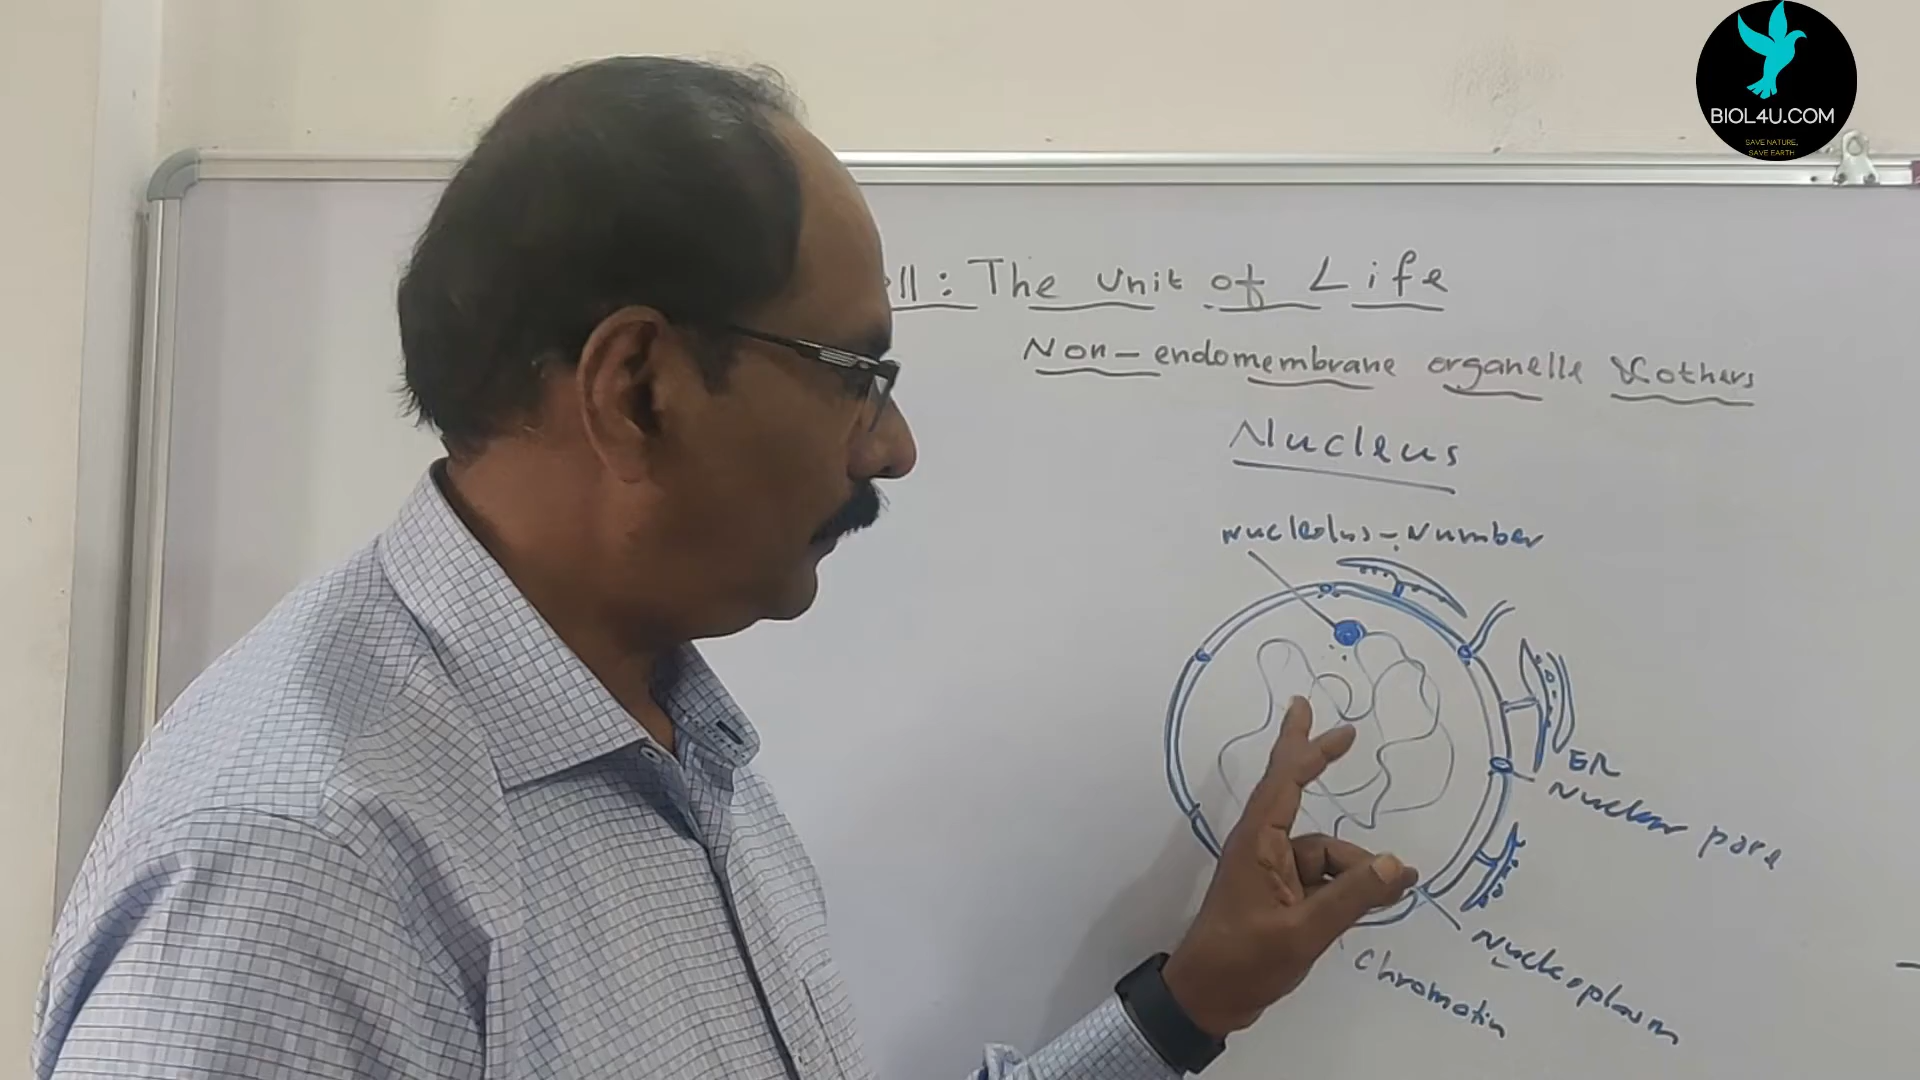 BIOL4U.COM
SAVE NATURE,
SAVE EARTH
ell: The Unit of Life
Non-endomembrane organelle & others
Nucleus
Nucleolus - Number
ER
Nuclear pore
Nucleoplasm
Chromatin